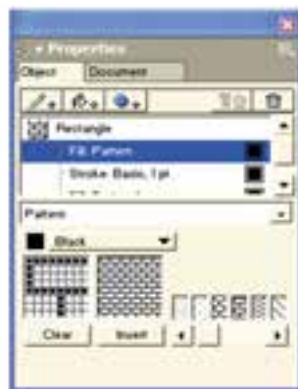 Properties
Object Document
Rectangle
Fill: Pattern
Stroke: Basic, 1 pt
Pattern
Black
Clear Invert